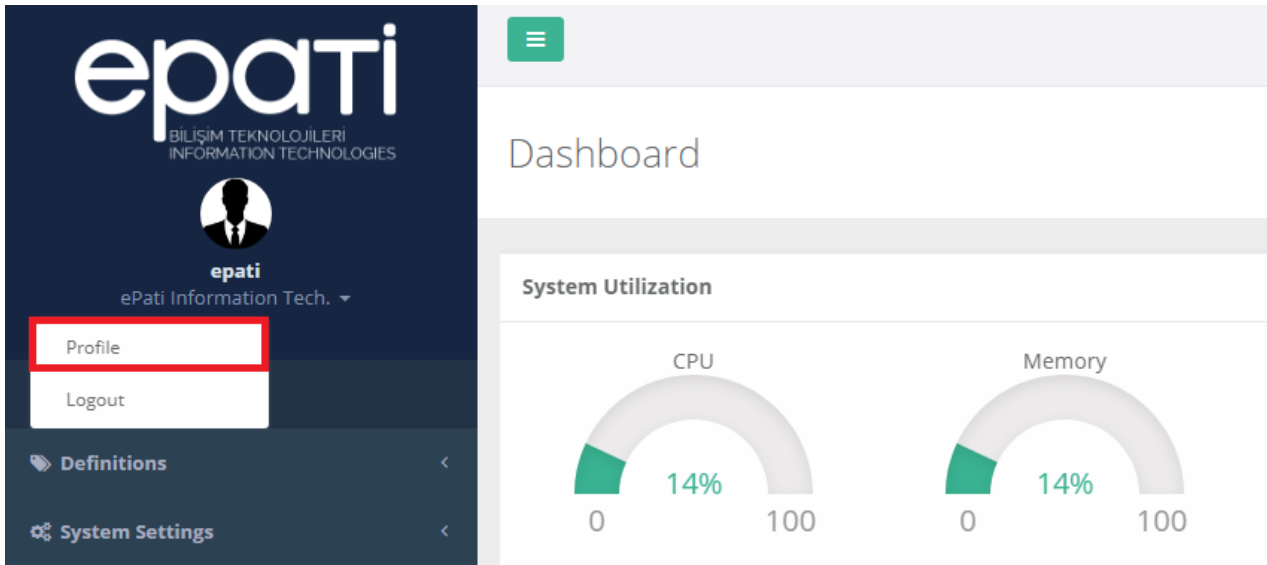 epati
BİLİŞİM TEKNOLOJİLERİ
INFORMATION TECHNOLOGIES
epati
ePati Information Tech.
Profile
Logout
Definitions
System Settings
Dashboard
System Utilization
CPU
14%
0 100
Memory
14%
0 100